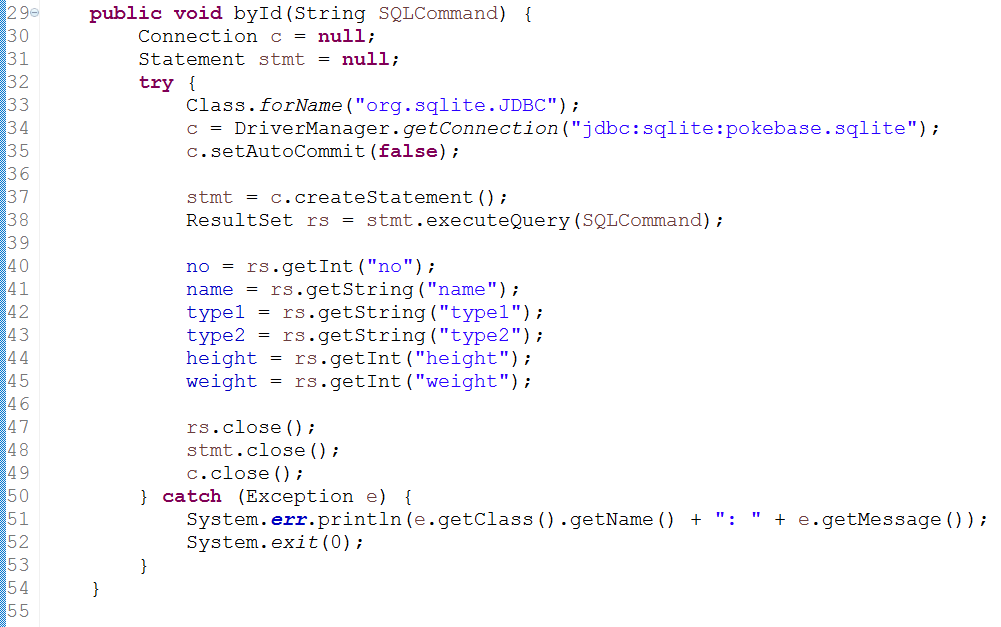 29 public void byId(String SQLCommand) {
30 Connection c = null;
31 Statement stmt = null;
32 try {
33 Class.forName("org.sqlite.JDBC");
34 c = DriverManager.getConnection("jdbc:sqlite:pokebase.sqlite");
35 c.setAutoCommit(false);
36
37 stmt = c.createStatement();
38 ResultSet rs = stmt.executeQuery(SQLCommand);
39
40 no = rs.getInt("no");
41 name = rs.getString("name");
42 type1 = rs.getString("type1");
43 type2 = rs.getString("type2");
44 height = rs.getInt("height");
45 weight = rs.getInt("weight");
46
47 rs.close();
48 stmt.close();
49 c.close();
50 } catch (Exception e) {
51 System.err.println(e.getClass().getName() + ": " + e.getMessage());
52 System.exit(0);
53 }
54 }
55